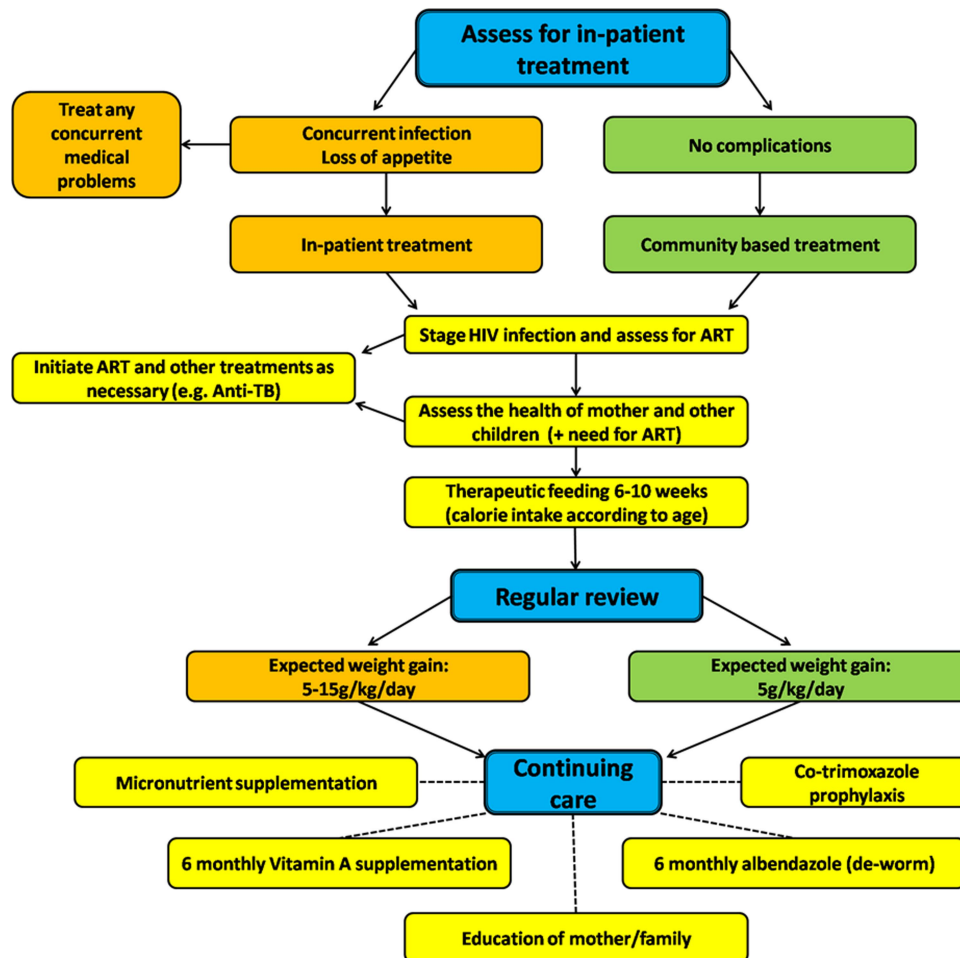 Assess for in-patient
treatment
Treat any
concurrent
medical
problems
Concurrent infection
Loss of appetite
No complications
In-patient treatment
Community based treatment
Stage HIV infection and assess for ART
Initiate ART and other treatments as
necessary (e.g. Anti-TB)
Assess the health of mother and other
children (+ need for ART)
Therapeutic feeding 6-10 weeks
(calorie intake according to age)
Regular review
Expected weight gain:
5-15g/kg/day
Expected weight gain:
5g/kg/day
Continuing
care
Micronutrient supplementation
Co-trimoxazole
prophylaxis
6 monthly Vitamin A supplementation
6 monthly albendazole (de-worm)
Education of mother/family